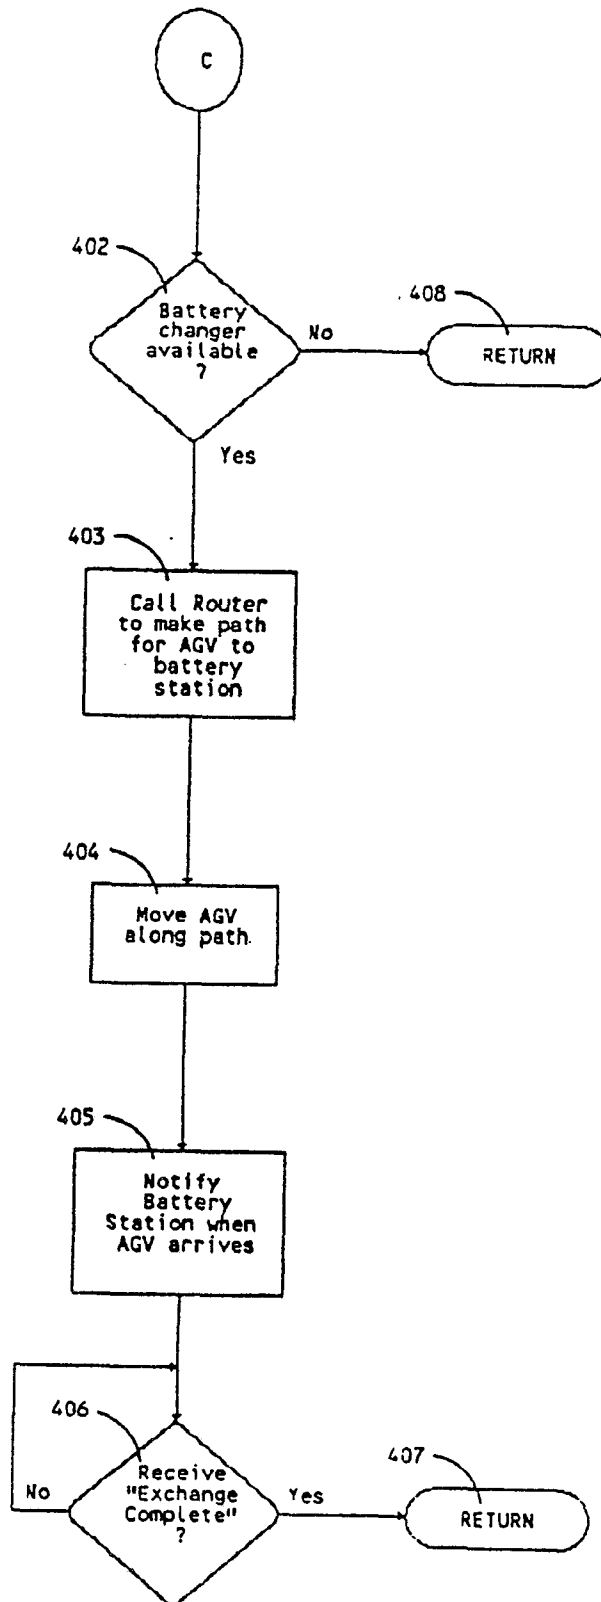 C
402
Battery
changer
available
?
No
408
RETURN
Yes
403
Call Router
to make path
for AGV to
battery
station
404
Move AGV
along path
405
Notify
Battery
Station when
AGV arrives
406
Receive
"Exchange
Complete"
?
No
Yes
407
RETURN